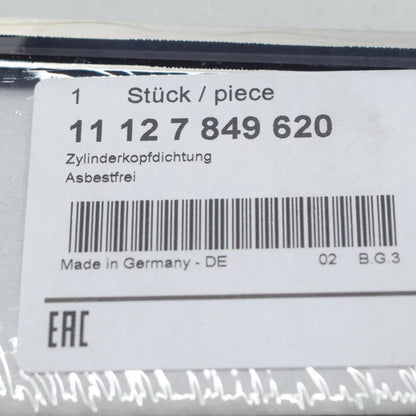 1 Stück / piece
11 12 7 849 620
Zylinderkopfdichtung
Asbestfrei
Made in Germany - DE 02 B.G.3
EAC